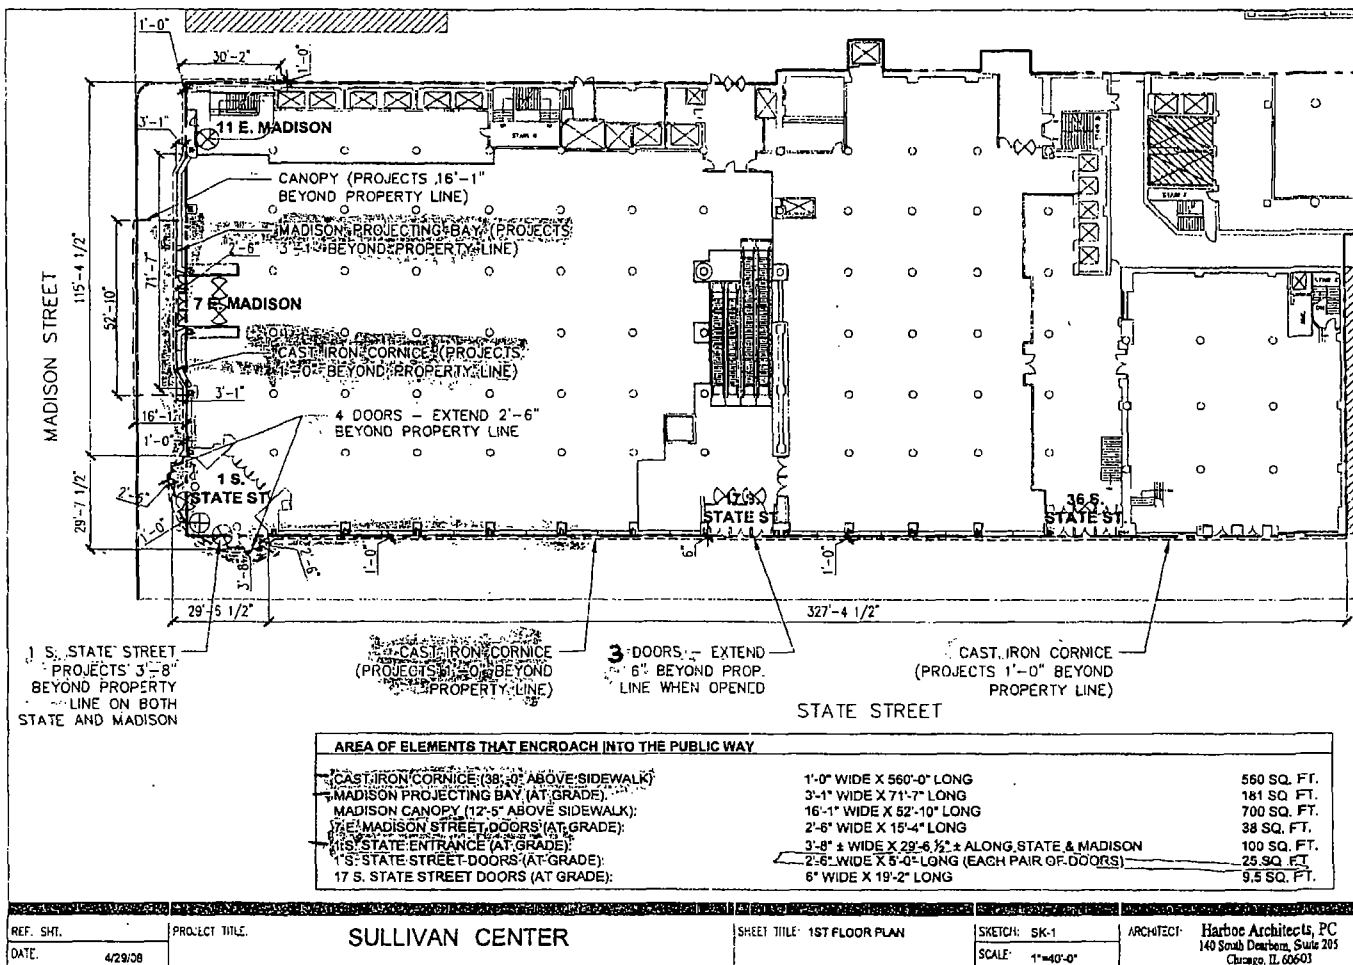 1'-0"
30'-2"
1'-0"
3'-1"
11 E. MADISON
STAIR
CANOPY (PROJECTS 16'-1"
BEYOND PROPERTY LINE)
MADISON PROJECTING BAY (PROJECTS
3'-1" BEYOND PROPERTY LINE)
2'-6"
MADISON STREET
115'-4 1/2"
71'-7"
52'-10"
7 E. MADISON
CAST IRON CORNICE (PROJECTS
1'-0" BEYOND PROPERTY LINE)
3'-1"
16'-1"
4 DOORS – EXTEND 2'-6"
BEYOND PROPERTY LINE
1'-0"
29'-7 1/2"
2'-6"
1'-0"
1 S.
STATE ST
17 S.
STATE ST
36 S.
STATE ST
3'-8"
2'-6"
1'-0"
6"
1'-0"
29'-6 1/2"
327'-4 1/2"
1 S. STATE STREET
PROJECTS 3'-8"
BEYOND PROPERTY
LINE ON BOTH
STATE AND MADISON
CAST IRON CORNICE
(PROJECTS 1'-0" BEYOND
PROPERTY LINE)
3 DOORS – EXTEND
6" BEYOND PROP.
LINE WHEN OPENED
CAST IRON CORNICE
(PROJECTS 1'-0" BEYOND
PROPERTY LINE)
STATE STREET
AREA OF ELEMENTS THAT ENCROACH INTO THE PUBLIC WAY
CAST IRON CORNICE (38'-0" ABOVE SIDEWALK) 1'-0" WIDE X 560'-0" LONG 560 SQ. FT.
MADISON PROJECTING BAY (AT GRADE). 3'-1" WIDE X 71'-7" LONG 181 SQ. FT.
MADISON CANOPY (12'-5" ABOVE SIDEWALK): 16'-1" WIDE X 52'-10" LONG 700 SQ. FT.
7 E. MADISON STREET DOORS (AT GRADE): 2'-6" WIDE X 15'-4" LONG 38 SQ. FT.
1 S. STATE ENTRANCE (AT GRADE): 3'-8" ± WIDE X 29'-6 ½" ± ALONG STATE & MADISON 100 SQ. FT.
1 S. STATE STREET DOORS (AT GRADE): 2'-6" WIDE X 5'-0" LONG (EACH PAIR OF DOORS) 25 SQ. FT
17 S. STATE STREET DOORS (AT GRADE): 6" WIDE X 19'-2" LONG 9.5 SQ. FT.
REF. SHT.
DATE. 4/29/08
PROJECT TITLE. SULLIVAN CENTER
SHEET TITLE: 1ST FLOOR PLAN
SKETCH: SK-1
SCALE: 1"=40'-0"
ARCHITECT: Harboe Architects, PC
140 South Dearborn, Suite 205
Chicago, IL 60603